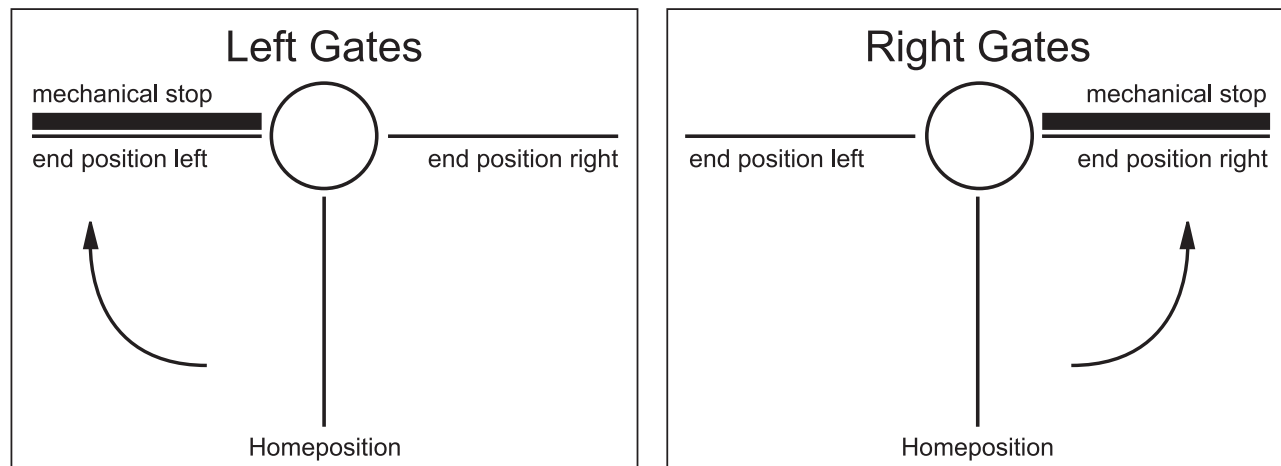 Left Gates
mechanical stop
end position left
end position right
Homeposition
Right Gates
mechanical stop
end position left
end position right
Homeposition